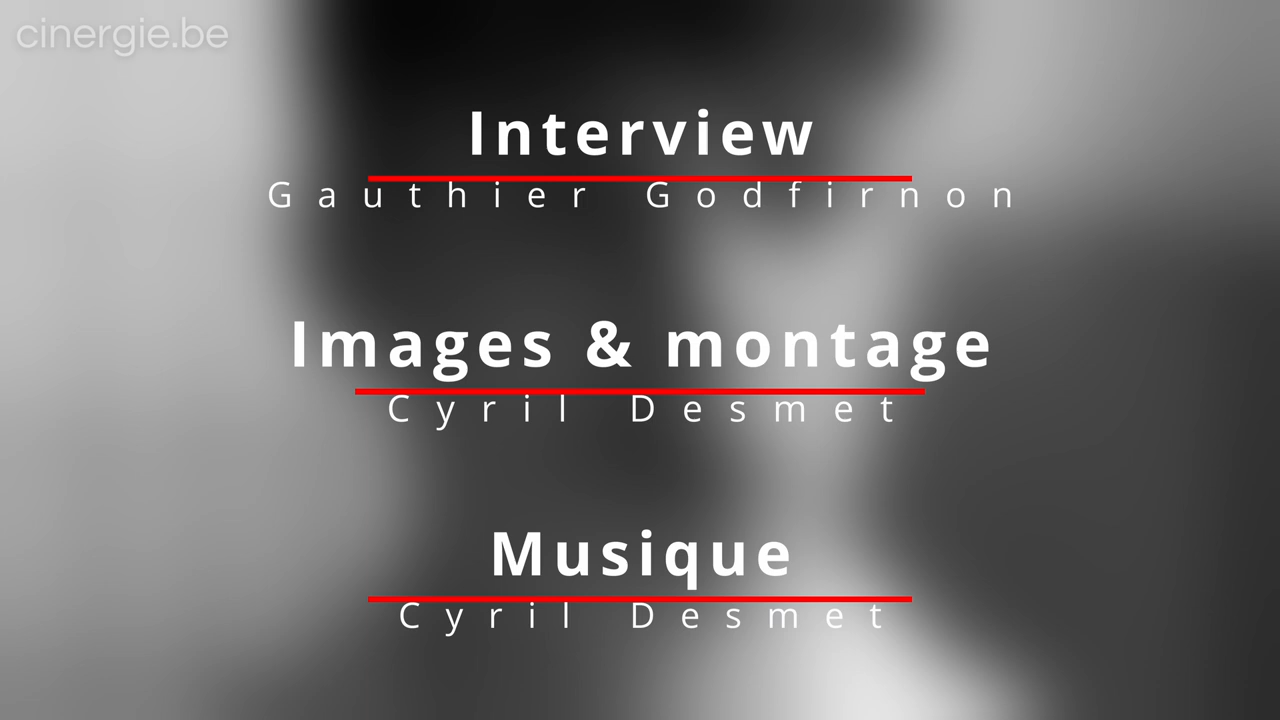 cinergie.be
Interview
Gauthier Godfirnon
Images & montage
Cyril Desmet
Musique
Cyril Desmet